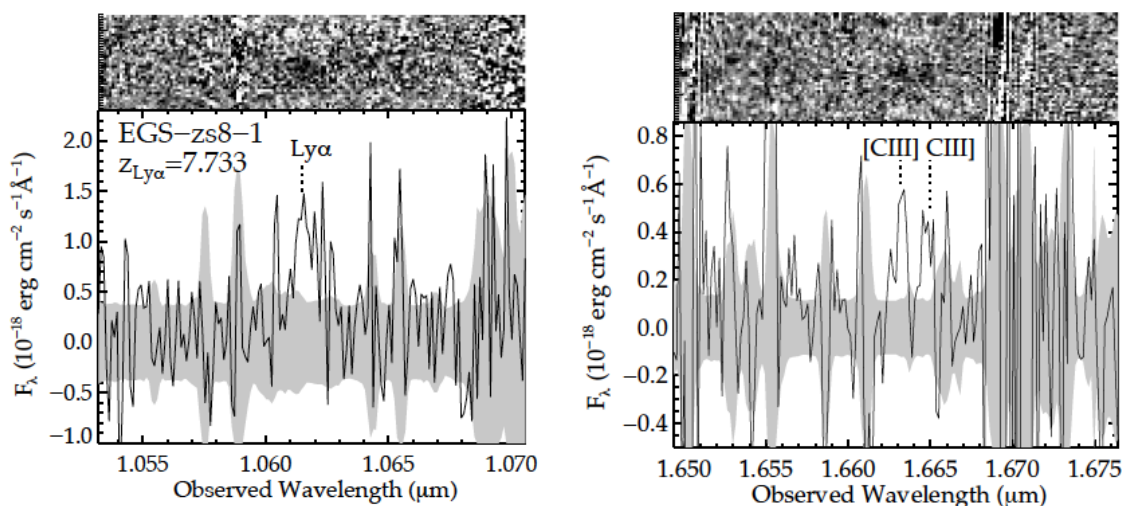 EGS−zs8−1
z_Lyα=7.733
Lyα
F_λ (10⁻¹⁸ erg cm⁻² s⁻¹Å⁻¹)
2.0
1.5
1.0
0.5
0.0
−0.5
−1.0
1.055 1.060 1.065 1.070
Observed Wavelength (μm)
[CIII] CIII]
F_λ (10⁻¹⁸ erg cm⁻² s⁻¹Å⁻¹)
0.8
0.6
0.4
0.2
0.0
−0.2
−0.4
1.650 1.655 1.660 1.665 1.670 1.675
Observed Wavelength (μm)